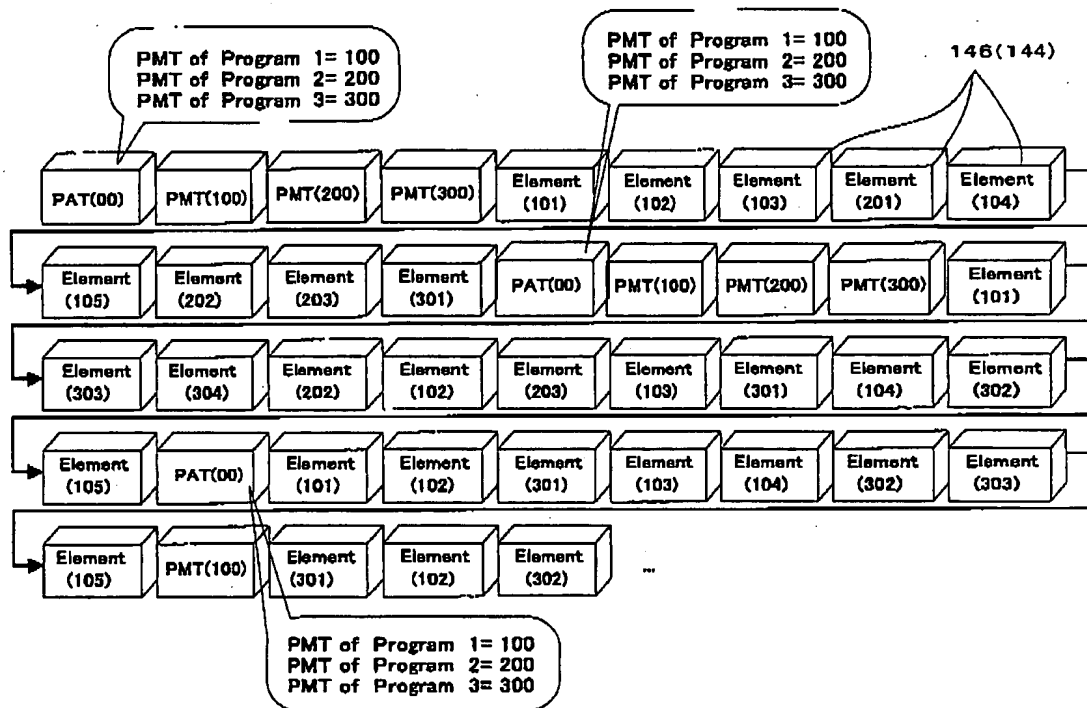 PMT of Program 1= 100
PMT of Program 2= 200
PMT of Program 3= 300
PMT of Program 1= 100
PMT of Program 2= 200
PMT of Program 3= 300
146(144)
PAT(00)
PMT(100)
PMT(200)
PMT(300)
Element
(101)
Element
(102)
Element
(103)
Element
(201)
Element
(104)
Element
(105)
Element
(202)
Element
(203)
Element
(301)
PAT(00)
PMT(100)
PMT(200)
PMT(300)
Element
(101)
Element
(303)
Element
(304)
Element
(202)
Element
(102)
Element
(203)
Element
(103)
Element
(301)
Element
(104)
Element
(302)
Element
(105)
PAT(00)
Element
(101)
Element
(102)
Element
(301)
Element
(103)
Element
(104)
Element
(302)
Element
(303)
Element
(105)
PMT(100)
Element
(301)
Element
(102)
Element
(302)
...
PMT of Program 1= 100
PMT of Program 2= 200
PMT of Program 3= 300